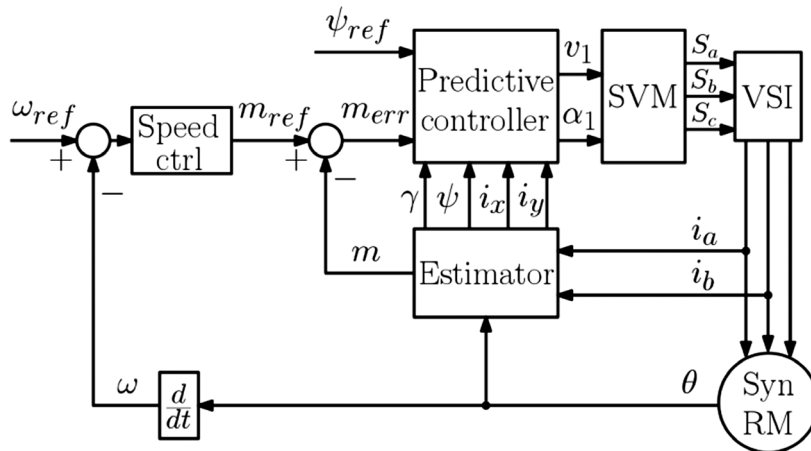 ψref
v1
Sa
Predictive
controller
SVM
Sb
VSI
ωref
Speed
ctrl
mref
merr
α1
Sc
+
−
+
−
γ
ψ
ix
iy
m
Estimator
ia
ib
ω
d
dt
θ
Syn
RM